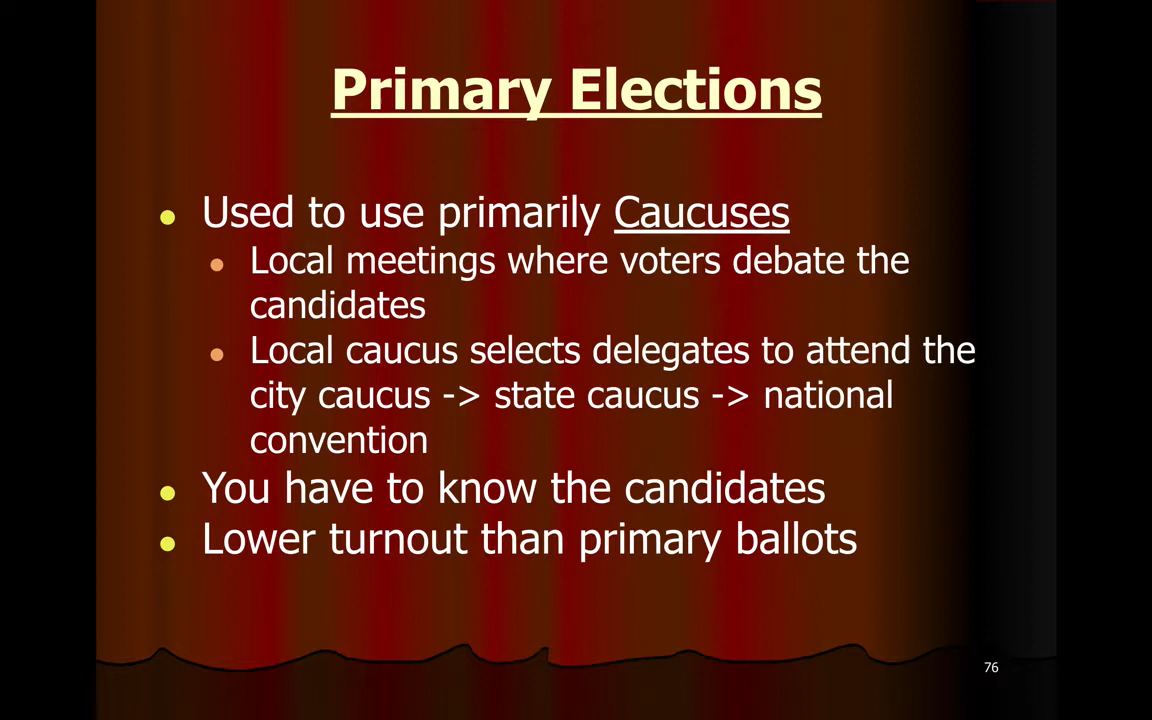 Primary Elections
● Used to use primarily Caucuses
● Local meetings where voters debate the
candidates
● Local caucus selects delegates to attend the
city caucus -> state caucus -> national
convention
● You have to know the candidates
● Lower turnout than primary ballots
76